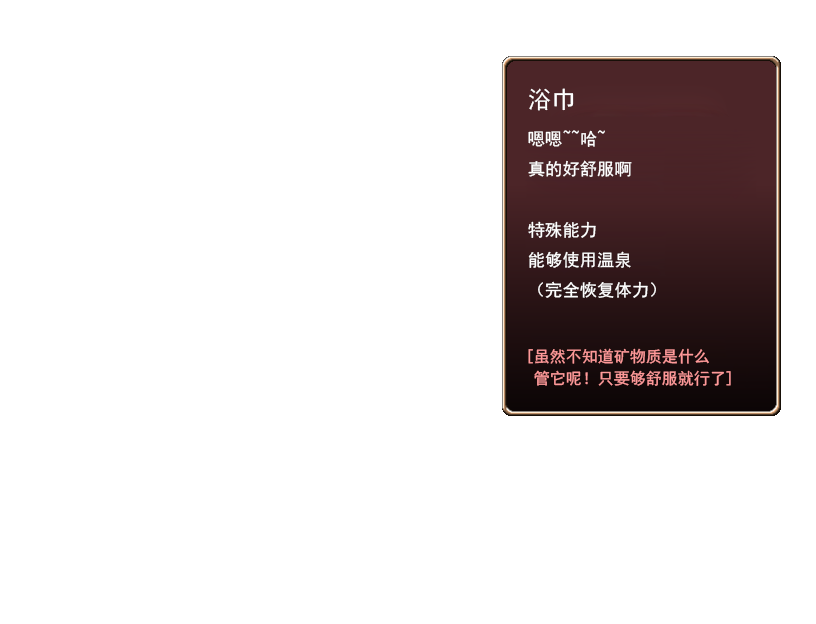 浴巾
嗯嗯~~哈~
真的好舒服啊
特殊能力
能够使用温泉
（完全恢复体力）
[虽然不知道矿物质是什么
管它呢！只要够舒服就行了]